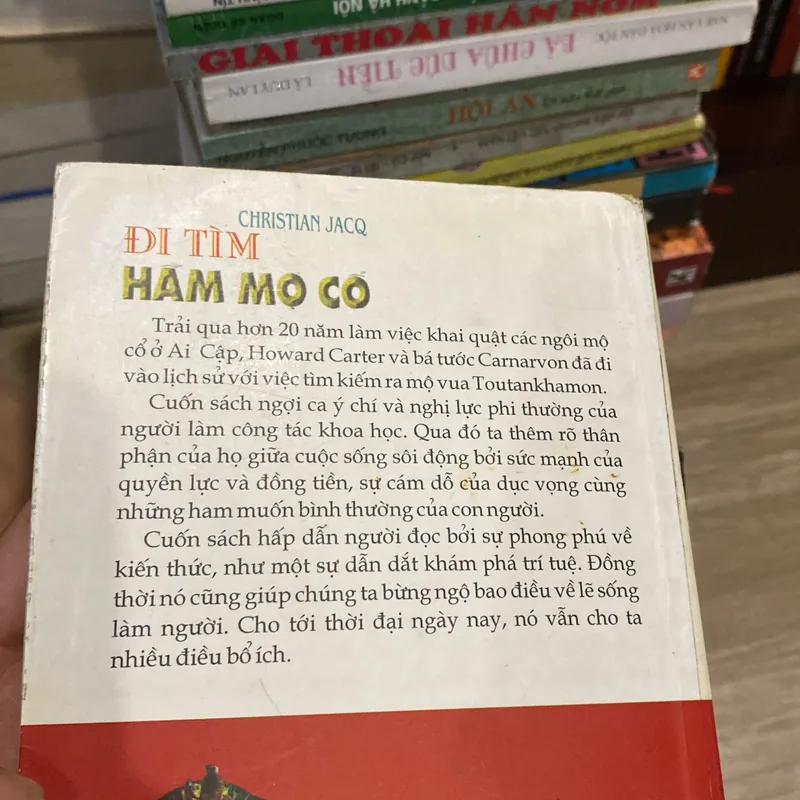 GIAI THOẠI HÁN NÔM
BÀ CHÚA ĐÚC TIỀN
HỘI AN
CHRISTIAN JACQ
ĐI TÌM
HẦM MỘ CỔ
Trải qua hơn 20 năm làm việc khai quật các ngôi mộ
cổ ở Ai Cập, Howard Carter và bá tước Carnarvon đã đi
vào lịch sử với việc tìm kiếm ra mộ vua Toutankhamon.
Cuốn sách ngợi ca ý chí và nghị lực phi thường của
người làm công tác khoa học. Qua đó ta thêm rõ thân
phận của họ giữa cuộc sống sôi động bởi sức mạnh của
quyền lực và đồng tiền, sự cám dỗ của dục vọng cùng
những ham muốn bình thường của con người.
Cuốn sách hấp dẫn người đọc bởi sự phong phú về
kiến thức, như một sự dẫn dắt khám phá trí tuệ. Đồng
thời nó cũng giúp chúng ta bừng ngộ bao điều về lẽ sống
làm người. Cho tới thời đại ngày nay, nó vẫn cho ta
nhiều điều bổ ích.